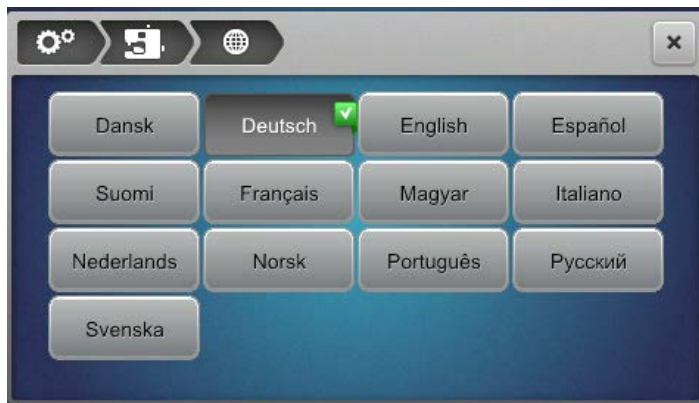 Dansk Deutsch English Español
Suomi Français Magyar Italiano
Nederlands Norsk Português Русский
Svenska